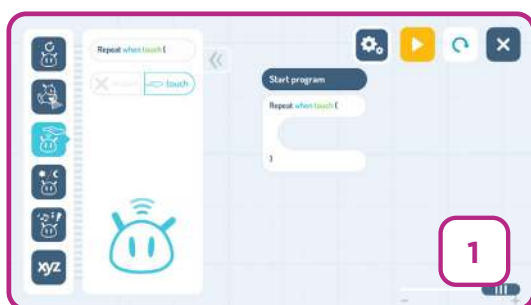 Repeat when touch {
touch
Start program
Repeat when touch {
}
xyz
1